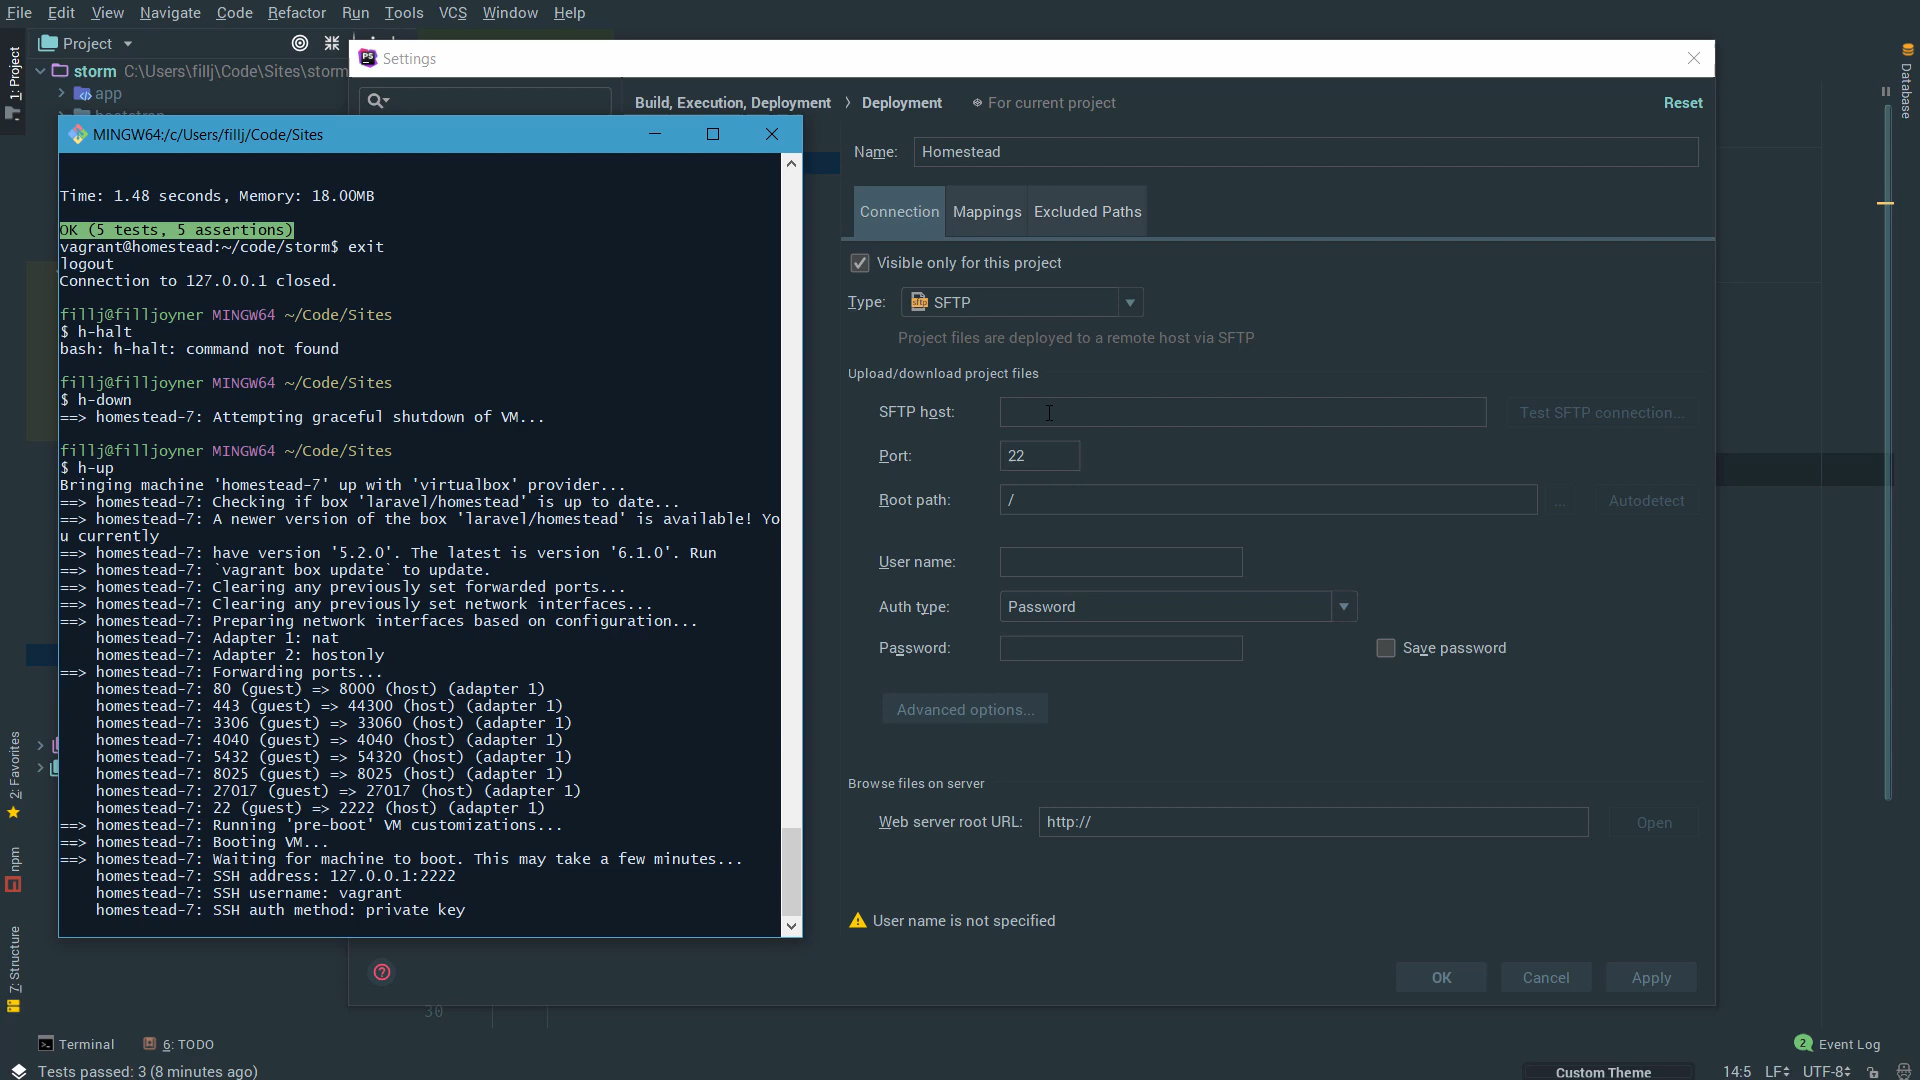 File Edit View Navigate Code Refactor Run Tools VCS Window Help
Project
1: Project
storm C:\Users\fillj\Code\Sites\storm
app
Settings
Build, Execution, Deployment › Deployment For current project Reset
MINGW64:/c/Users/fillj/Code/Sites
Time: 1.48 seconds, Memory: 18.00MB
OK (5 tests, 5 assertions)
vagrant@homestead:~/code/storm$ exit
logout
Connection to 127.0.0.1 closed.
fillj@filljoyner MINGW64 ~/Code/Sites
$ h-halt
bash: h-halt: command not found
fillj@filljoyner MINGW64 ~/Code/Sites
$ h-down
==> homestead-7: Attempting graceful shutdown of VM...
fillj@filljoyner MINGW64 ~/Code/Sites
$ h-up
Bringing machine 'homestead-7' up with 'virtualbox' provider...
==> homestead-7: Checking if box 'laravel/homestead' is up to date...
==> homestead-7: A newer version of the box 'laravel/homestead' is available! Yo
u currently
==> homestead-7: have version '5.2.0'. The latest is version '6.1.0'. Run
==> homestead-7: `vagrant box update` to update.
==> homestead-7: Clearing any previously set forwarded ports...
==> homestead-7: Clearing any previously set network interfaces...
==> homestead-7: Preparing network interfaces based on configuration...
homestead-7: Adapter 1: nat
homestead-7: Adapter 2: hostonly
==> homestead-7: Forwarding ports...
homestead-7: 80 (guest) => 8000 (host) (adapter 1)
homestead-7: 443 (guest) => 44300 (host) (adapter 1)
homestead-7: 3306 (guest) => 33060 (host) (adapter 1)
homestead-7: 4040 (guest) => 4040 (host) (adapter 1)
homestead-7: 5432 (guest) => 54320 (host) (adapter 1)
homestead-7: 8025 (guest) => 8025 (host) (adapter 1)
homestead-7: 27017 (guest) => 27017 (host) (adapter 1)
homestead-7: 22 (guest) => 2222 (host) (adapter 1)
==> homestead-7: Running 'pre-boot' VM customizations...
==> homestead-7: Booting VM...
==> homestead-7: Waiting for machine to boot. This may take a few minutes...
homestead-7: SSH address: 127.0.0.1:2222
homestead-7: SSH username: vagrant
homestead-7: SSH auth method: private key
Name: Homestead
Connection Mappings Excluded Paths
Visible only for this project
Type: SFTP
Project files are deployed to a remote host via SFTP
Upload/download project files
SFTP host: Test SFTP connection...
Port: 22
Root path: / ... Autodetect
User name:
Auth type: Password
Password: Save password
Advanced options...
Browse files on server
Web server root URL: http:// Open
User name is not specified
OK Cancel Apply
30
Database
2: Favorites
npm
7: Structure
Terminal 6: TODO 2 Event Log
Tests passed: 3 (8 minutes ago) Custom Theme 14:5 LF UTF-8